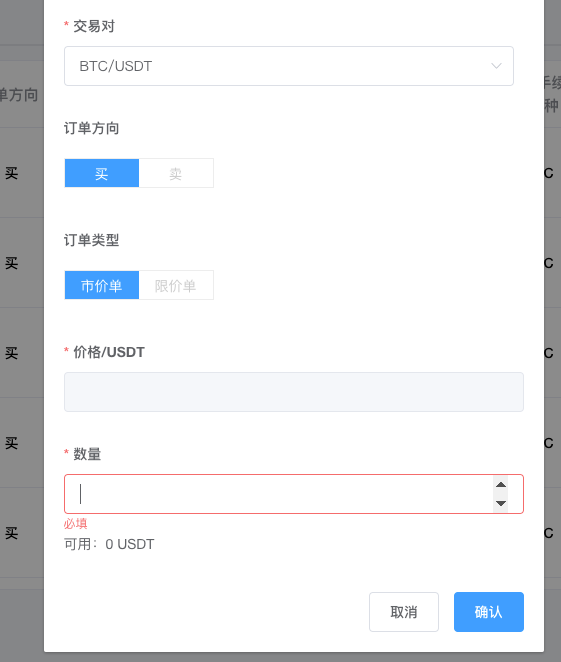 * 交易对
BTC/USDT
单方向
手续
种
订单方向
买 卖
买
C
订单类型
买
C
市价单 限价单
* 价格/USDT
买
C
买
C
* 数量
必填
买
C
可用：0 USDT
取消 确认